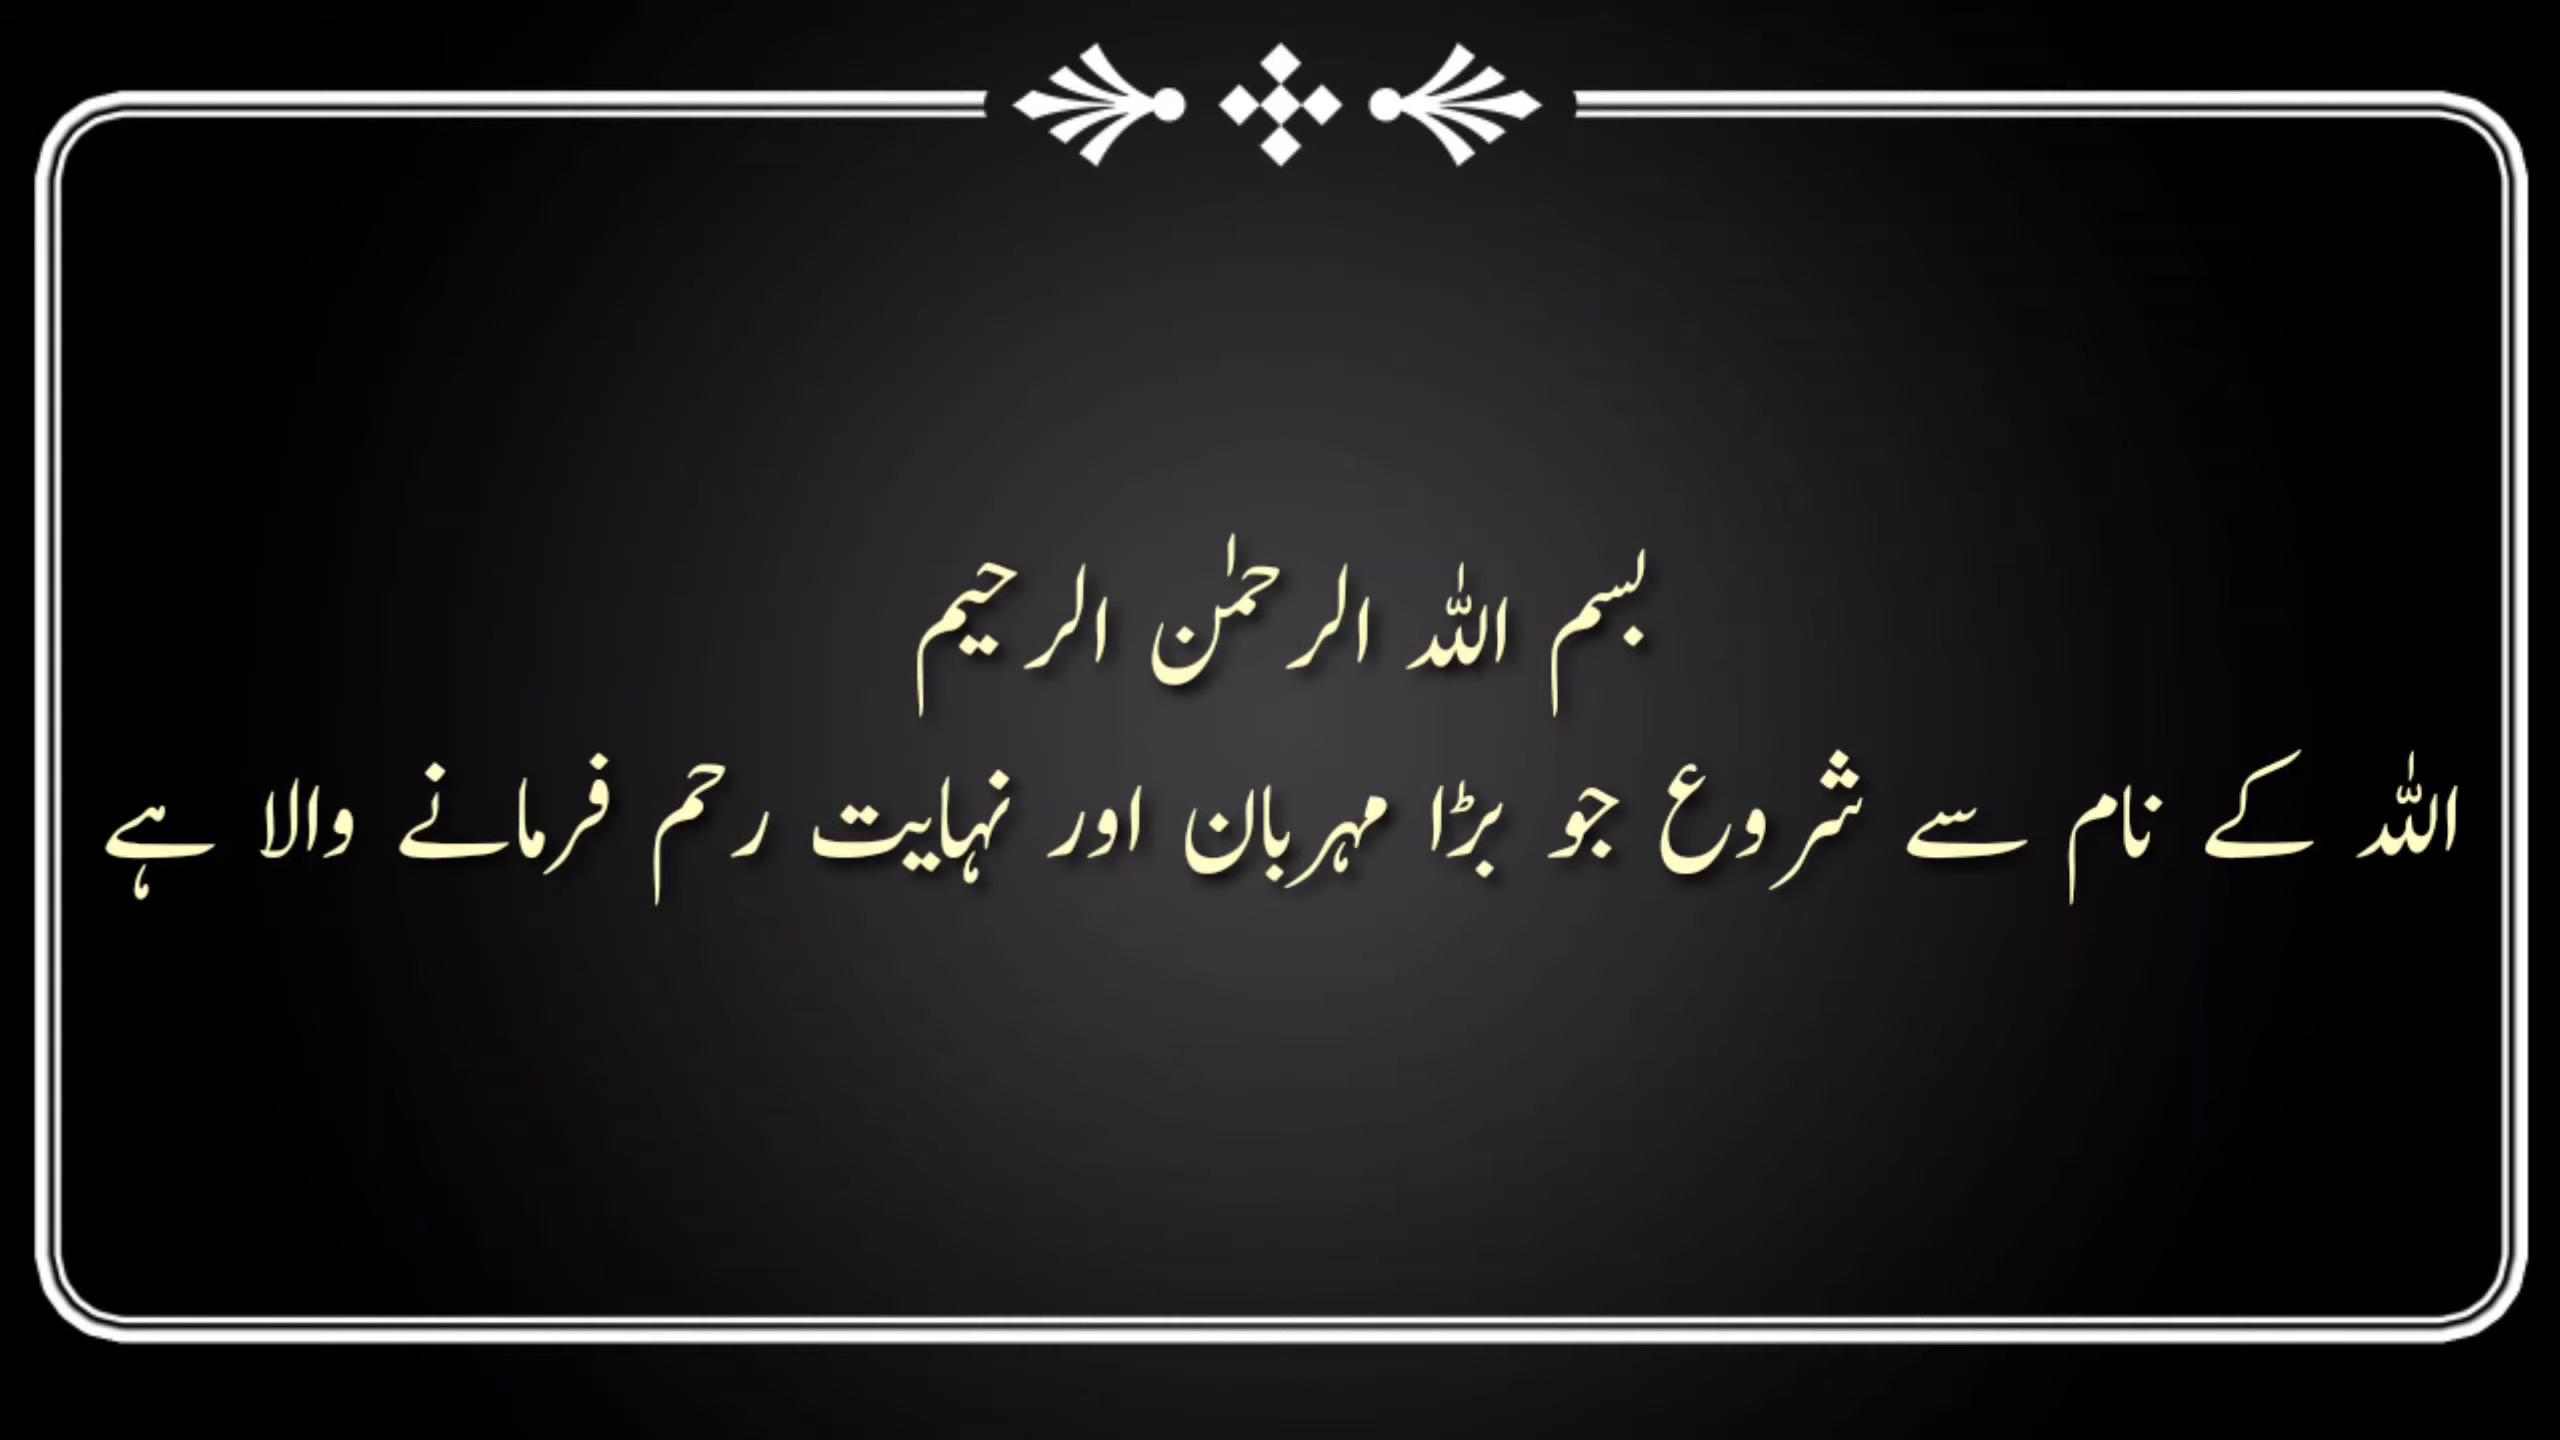 بسم اللہ الرحمٰن الرحیم
اللہ کے نام سے شروع جو بڑا مہربان اور نہایت رحم فرمانے والا ہے